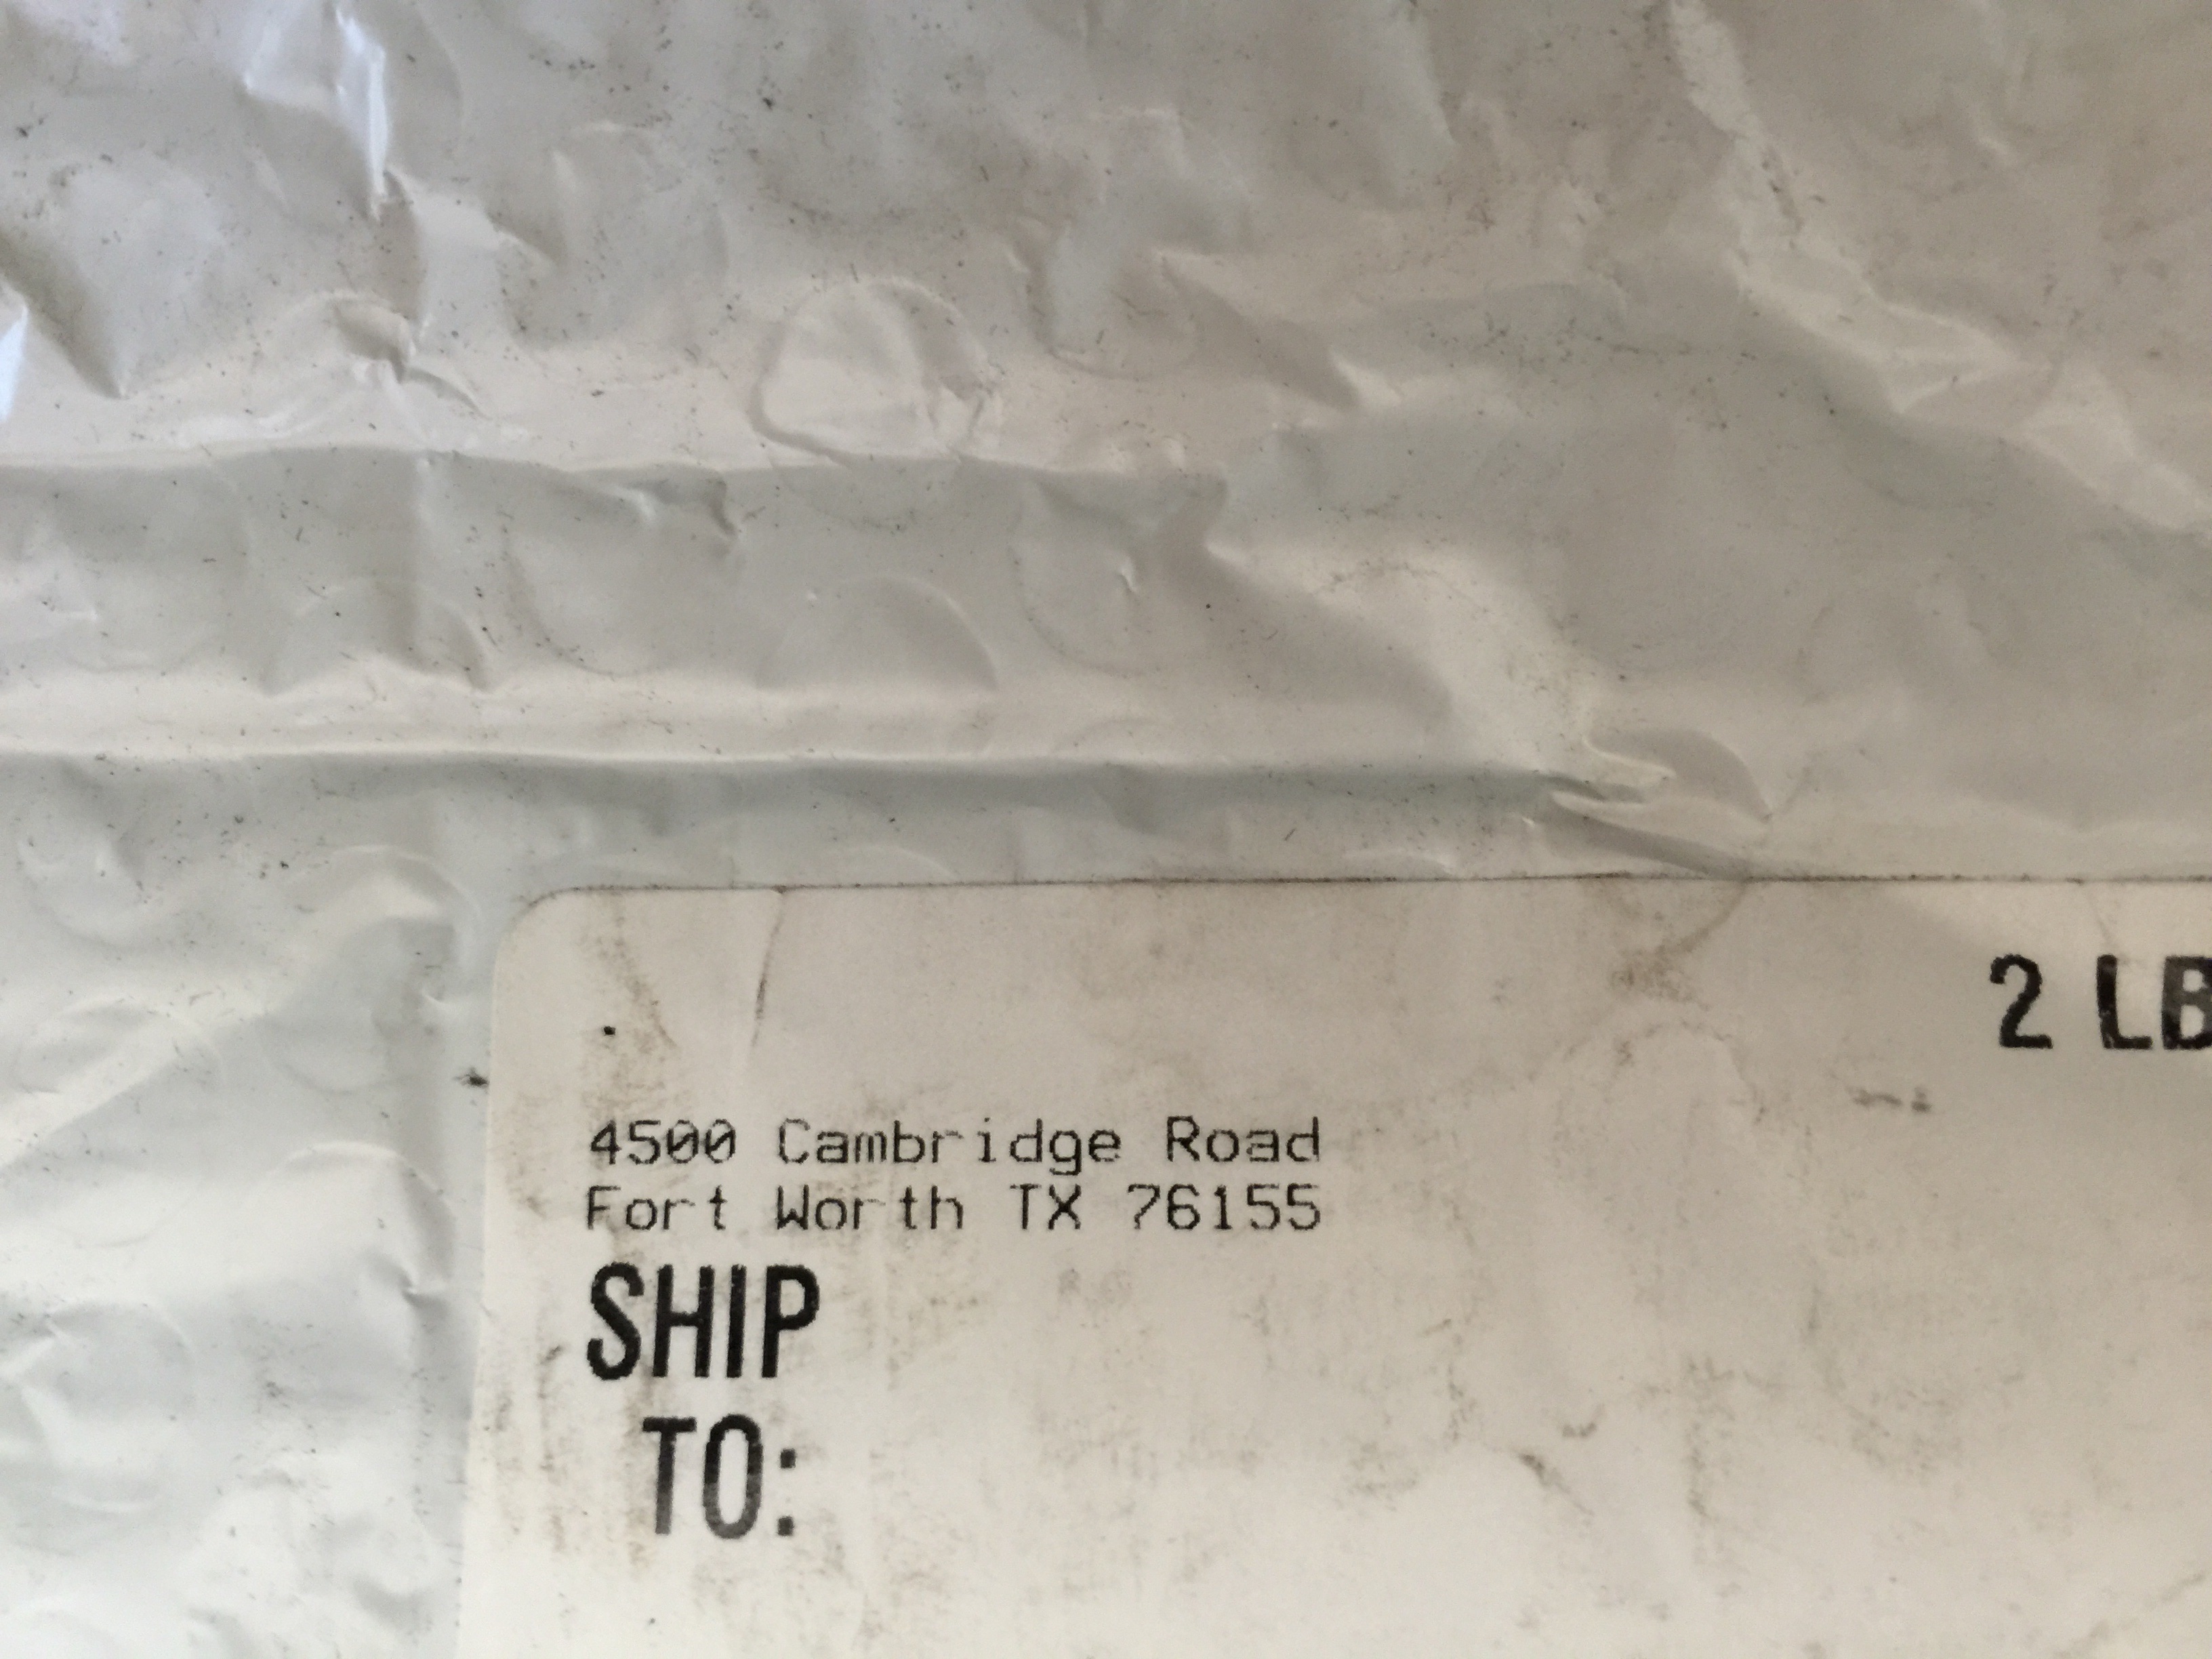 2 LB
4500 Cambridge Road
Fort Worth TX 76155
SHIP
TO: